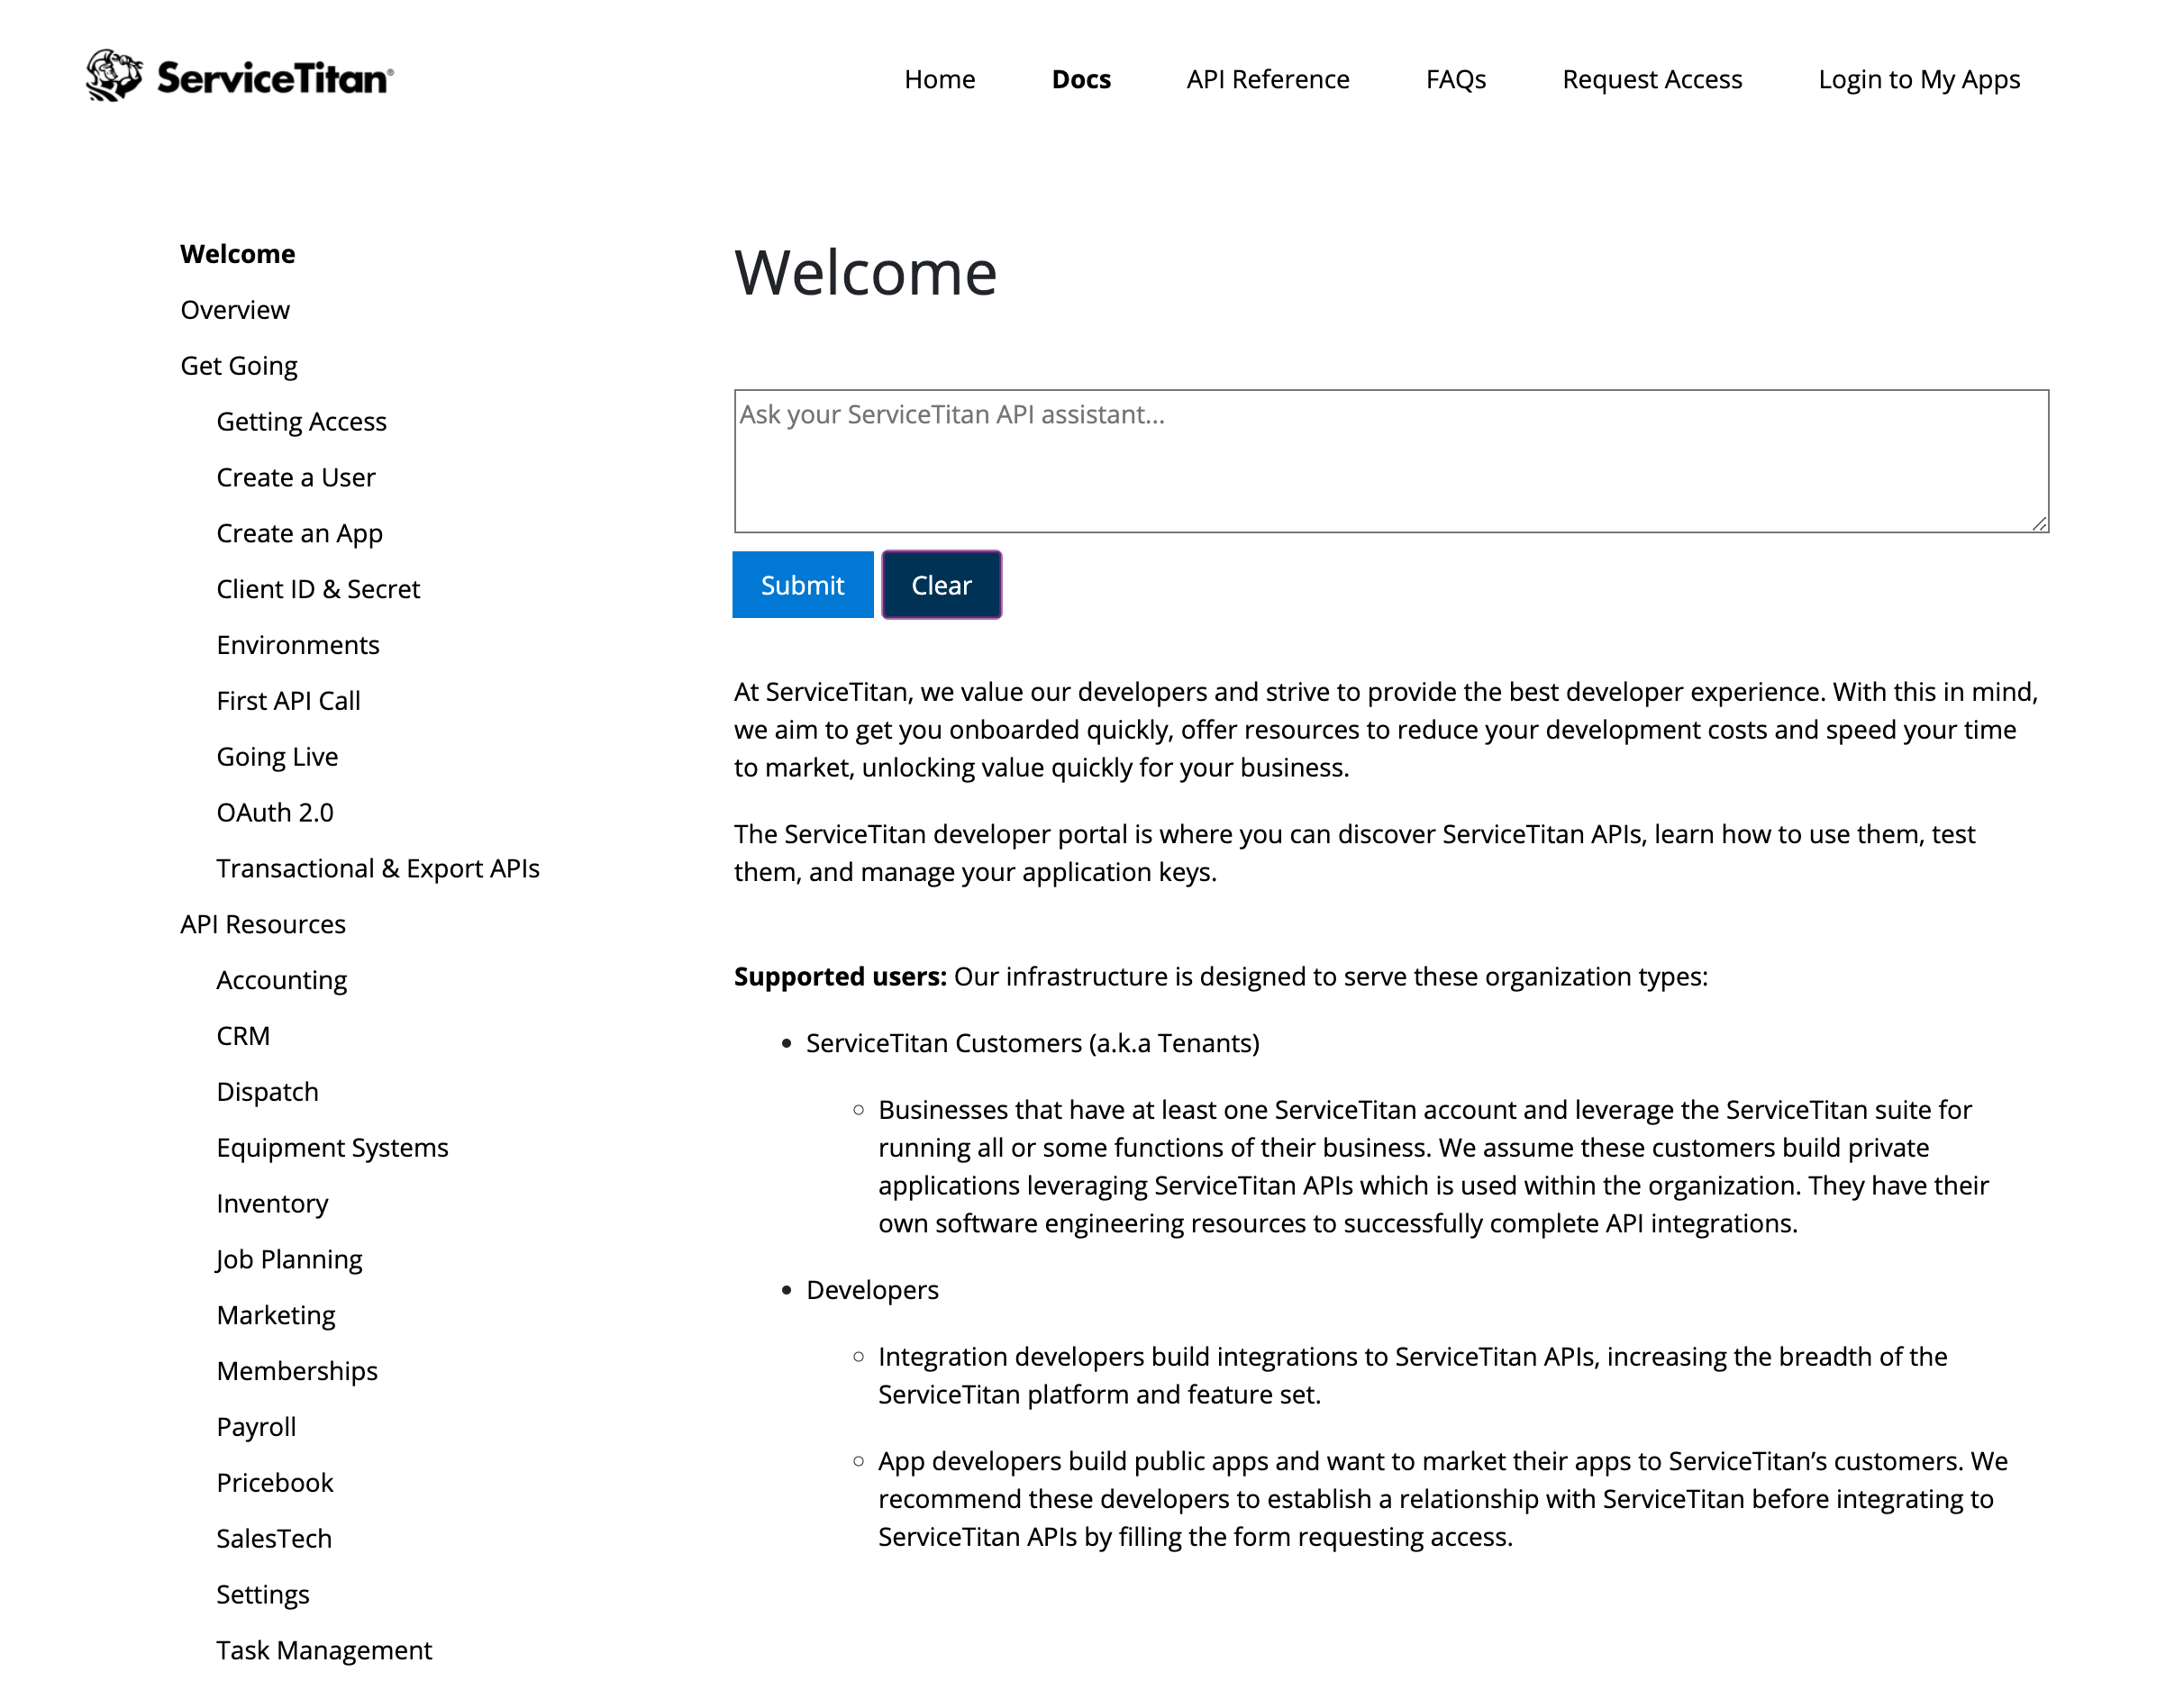 ServiceTitan®
Home
Docs
API Reference
FAQs
Request Access
Login to My Apps
Welcome
Overview
Get Going
Getting Access
Create a User
Create an App
Client ID & Secret
Environments
First API Call
Going Live
OAuth 2.0
Transactional & Export APIs
API Resources
Accounting
CRM
Dispatch
Equipment Systems
Inventory
Job Planning
Marketing
Memberships
Payroll
Pricebook
SalesTech
Settings
Task Management
Welcome
Ask your ServiceTitan API assistant...
Submit
Clear
At ServiceTitan, we value our developers and strive to provide the best developer experience. With this in mind,
we aim to get you onboarded quickly, offer resources to reduce your development costs and speed your time
to market, unlocking value quickly for your business.
The ServiceTitan developer portal is where you can discover ServiceTitan APIs, learn how to use them, test
them, and manage your application keys.
Supported users: Our infrastructure is designed to serve these organization types:
• ServiceTitan Customers (a.k.a Tenants)
◦ Businesses that have at least one ServiceTitan account and leverage the ServiceTitan suite for
running all or some functions of their business. We assume these customers build private
applications leveraging ServiceTitan APIs which is used within the organization. They have their
own software engineering resources to successfully complete API integrations.
• Developers
◦ Integration developers build integrations to ServiceTitan APIs, increasing the breadth of the
ServiceTitan platform and feature set.
◦ App developers build public apps and want to market their apps to ServiceTitan’s customers. We
recommend these developers to establish a relationship with ServiceTitan before integrating to
ServiceTitan APIs by filling the form requesting access.